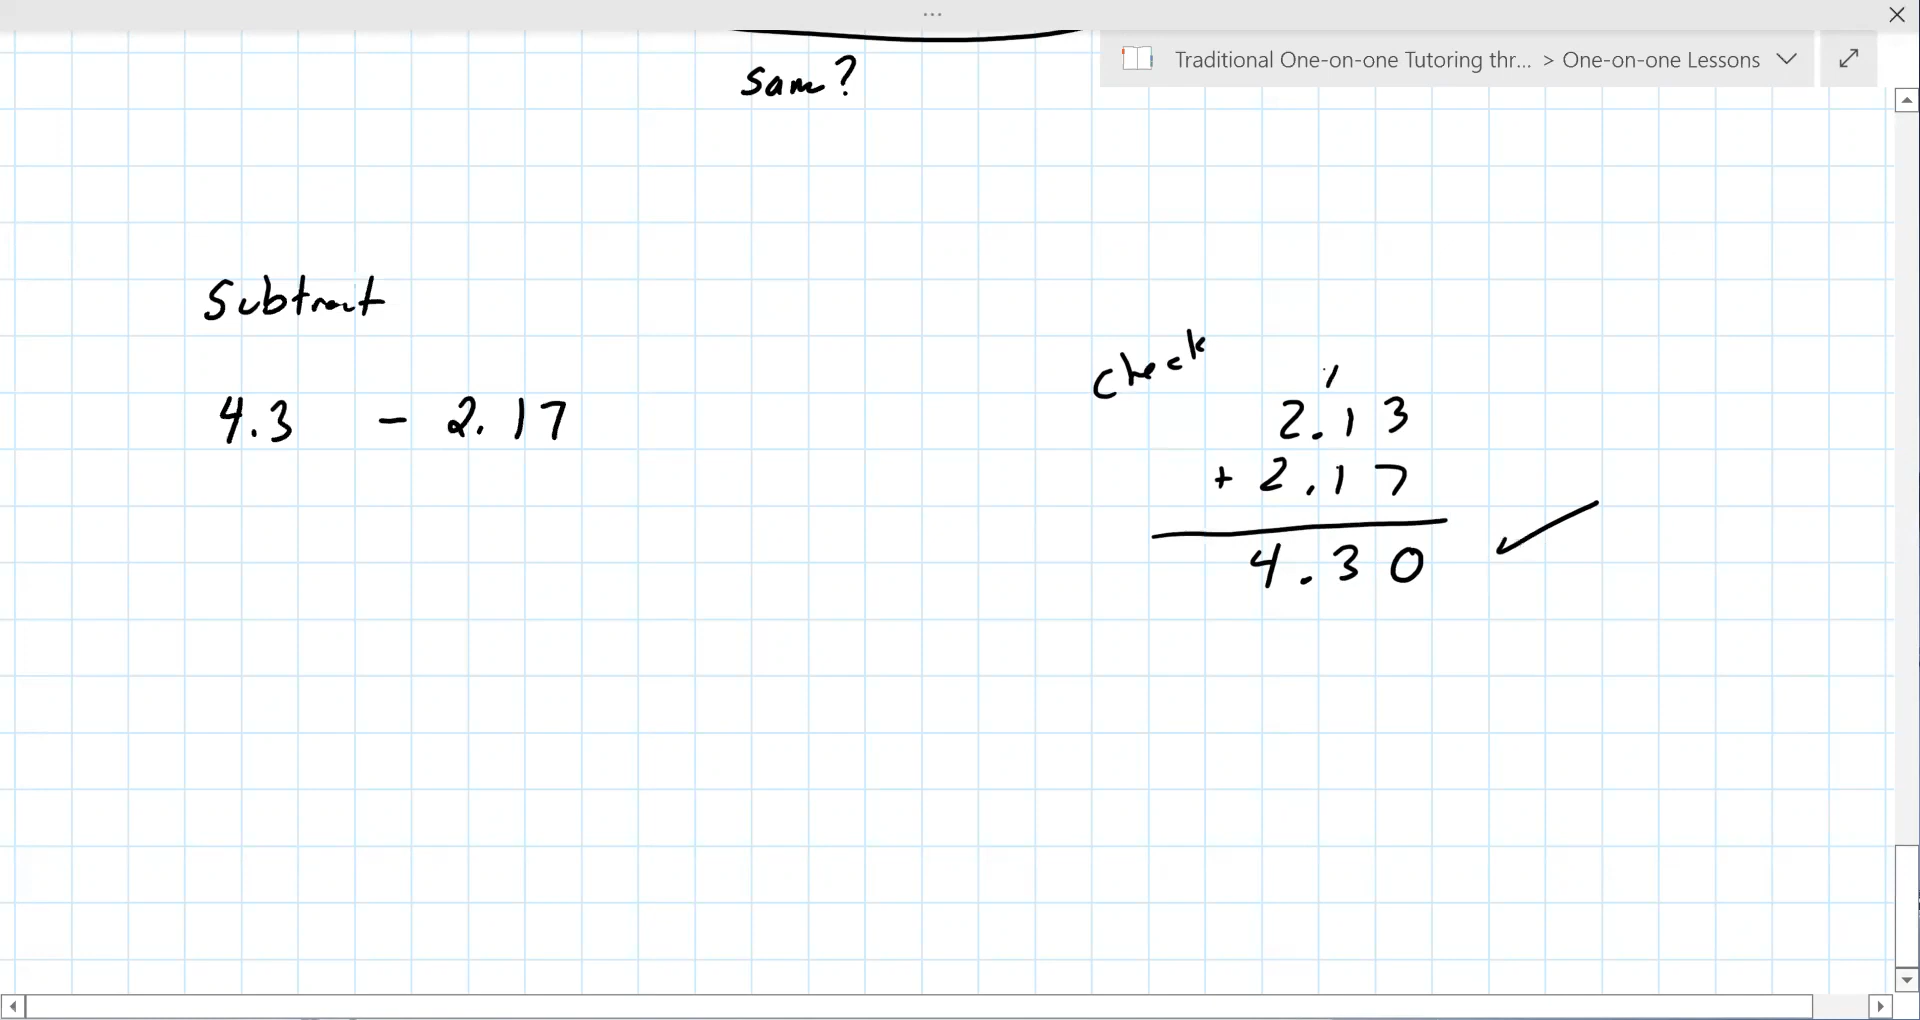 ...
Traditional One-on-one Tutoring thr... > One-on-one Lessons
Sam?
Subtract
4.3 - 2.17
Check
1
2.13
+ 2.17
4.30